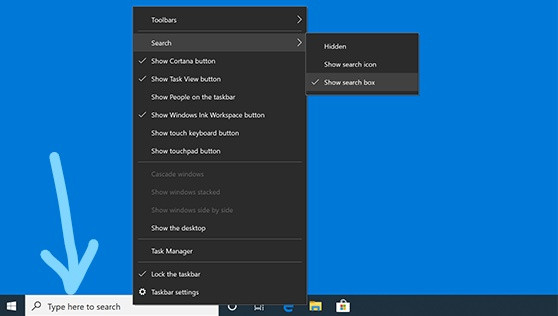 Toolbars
Search
Show Cortana button
Show Task View button
Show People on the taskbar
Show Windows Ink Workspace button
Show touch keyboard button
Show touchpad button
Cascade windows
Show windows stacked
Show windows side by side
Show the desktop
Task Manager
Lock the taskbar
Taskbar settings
Hidden
Show search icon
Show search box
Type here to search